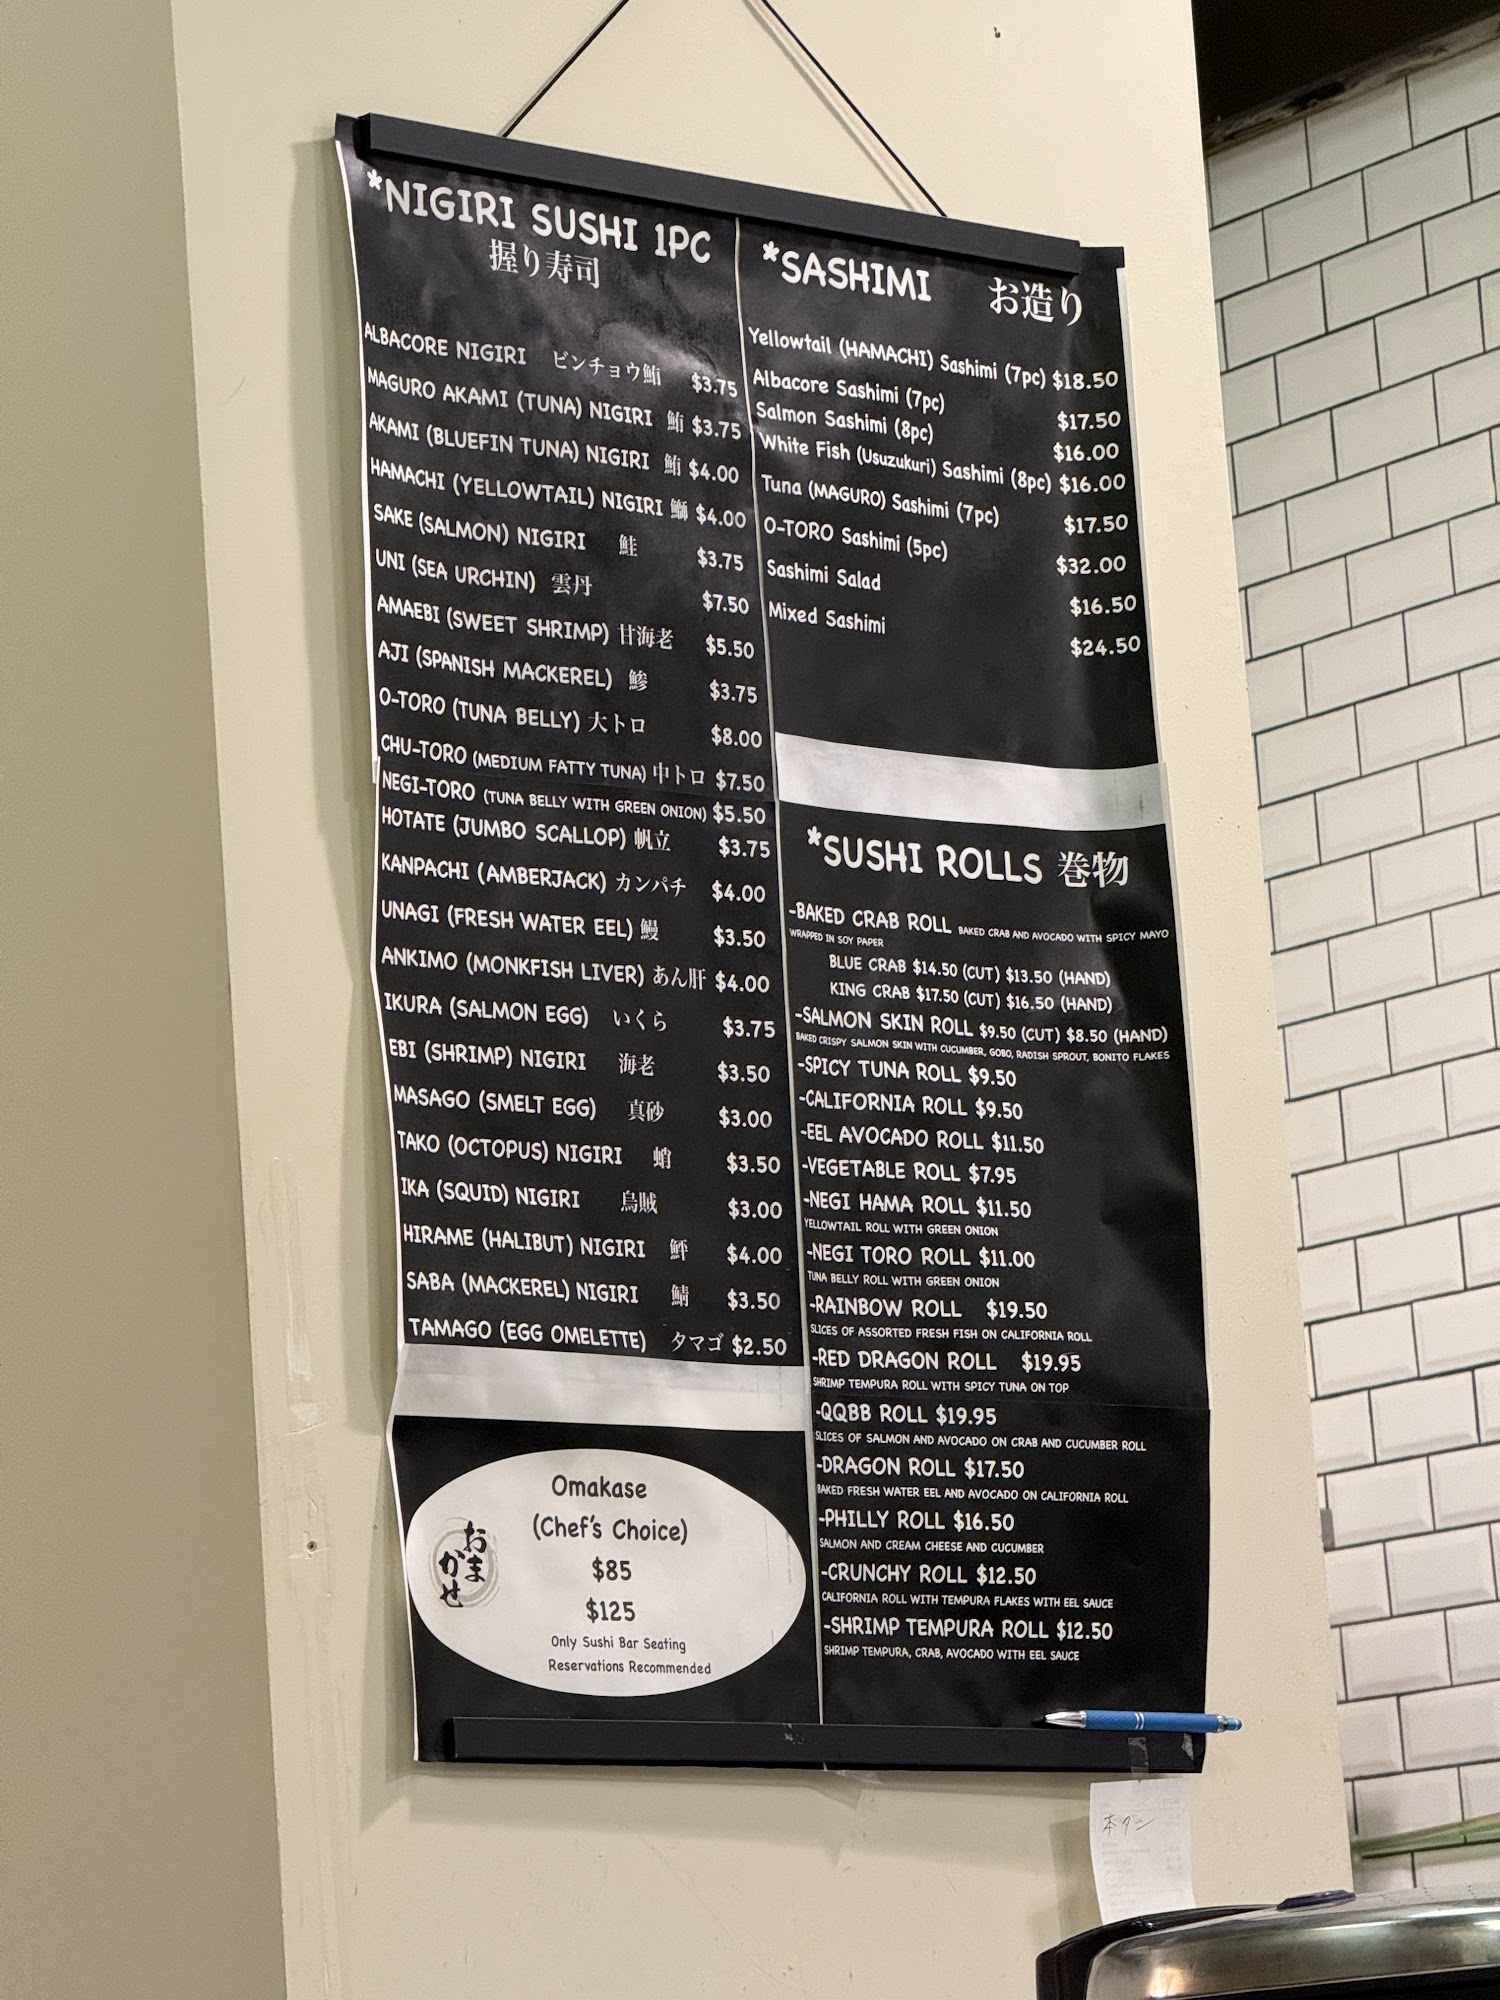 *NIGIRI SUSHI 1PC
握り寿司
ALBACORE NIGIRI ビンチョウ鮪 $3.75
MAGURO AKAMI (TUNA) NIGIRI 鮪 $3.75
AKAMI (BLUEFIN TUNA) NIGIRI 鮪 $4.00
HAMACHI (YELLOWTAIL) NIGIRI 鰤 $4.00
SAKE (SALMON) NIGIRI 鮭 $3.75
UNI (SEA URCHIN) 雲丹 $7.50
AMAEBI (SWEET SHRIMP) 甘海老 $5.50
AJI (SPANISH MACKEREL) 鯵 $3.75
O-TORO (TUNA BELLY) 大トロ $8.00
CHU-TORO (MEDIUM FATTY TUNA) 中トロ $7.50
NEGI-TORO (TUNA BELLY WITH GREEN ONION) $5.50
HOTATE (JUMBO SCALLOP) 帆立 $3.75
KANPACHI (AMBERJACK) カンパチ $4.00
UNAGI (FRESH WATER EEL) 鰻 $3.50
ANKIMO (MONKFISH LIVER) あん肝 $4.00
IKURA (SALMON EGG) いくら $3.75
EBI (SHRIMP) NIGIRI 海老 $3.50
MASAGO (SMELT EGG) 真砂 $3.00
TAKO (OCTOPUS) NIGIRI 蛸 $3.50
IKA (SQUID) NIGIRI 烏賊 $3.00
HIRAME (HALIBUT) NIGIRI 鮃 $4.00
SABA (MACKEREL) NIGIRI 鯖 $3.50
TAMAGO (EGG OMELETTE) タマゴ $2.50
おま
かせ
Omakase
(Chef's Choice)
$85
$125
Only Sushi Bar Seating
Reservations Recommended
*SASHIMI お造り
Yellowtail (HAMACHI) Sashimi (7pc) $18.50
Albacore Sashimi (7pc) $17.50
Salmon Sashimi (8pc) $16.00
White Fish (Usuzukuri) Sashimi (8pc) $16.00
Tuna (MAGURO) Sashimi (7pc) $17.50
O-TORO Sashimi (5pc) $32.00
Sashimi Salad $16.50
Mixed Sashimi $24.50
*SUSHI ROLLS 巻物
-BAKED CRAB ROLL BAKED CRAB AND AVOCADO WITH SPICY MAYO
WRAPPED IN SOY PAPER
BLUE CRAB $14.50 (CUT) $13.50 (HAND)
KING CRAB $17.50 (CUT) $16.50 (HAND)
-SALMON SKIN ROLL $9.50 (CUT) $8.50 (HAND)
BAKED CRISPY SALMON SKIN WITH CUCUMBER, GOBO, RADISH SPROUT, BONITO FLAKES
-SPICY TUNA ROLL $9.50
-CALIFORNIA ROLL $9.50
-EEL AVOCADO ROLL $11.50
-VEGETABLE ROLL $7.95
-NEGI HAMA ROLL $11.50
YELLOWTAIL ROLL WITH GREEN ONION
-NEGI TORO ROLL $11.00
TUNA BELLY ROLL WITH GREEN ONION
-RAINBOW ROLL $19.50
SLICES OF ASSORTED FRESH FISH ON CALIFORNIA ROLL
-RED DRAGON ROLL $19.95
SHRIMP TEMPURA ROLL WITH SPICY TUNA ON TOP
-QQBB ROLL $19.95
SLICES OF SALMON AND AVOCADO ON CRAB AND CUCUMBER ROLL
-DRAGON ROLL $17.50
BAKED FRESH WATER EEL AND AVOCADO ON CALIFORNIA ROLL
-PHILLY ROLL $16.50
SALMON AND CREAM CHEESE AND CUCUMBER
-CRUNCHY ROLL $12.50
CALIFORNIA ROLL WITH TEMPURA FLAKES WITH EEL SAUCE
-SHRIMP TEMPURA ROLL $12.50
SHRIMP TEMPURA, CRAB, AVOCADO WITH EEL SAUCE